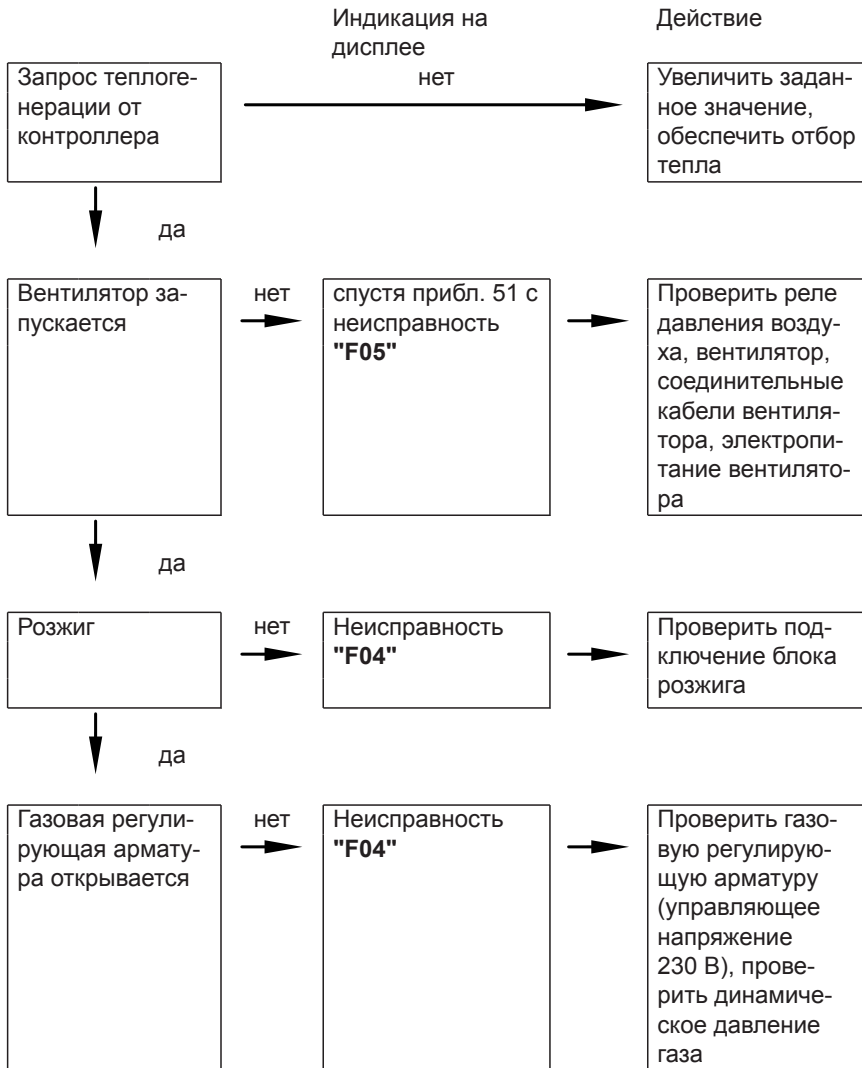 Индикация на
дисплее
Действие
Запрос теплоге-
нерации от
контроллера
нет
Увеличить задан-
ное значение,
обеспечить отбор
тепла
да
Вентилятор за-
пускается
нет
спустя прибл. 51 с
неисправность
"F05"
Проверить реле
давления возду-
ха, вентилятор,
соединительные
кабели вентиля-
тора, электропи-
тание вентилято-
ра
да
Розжиг
нет
Неисправность
"F04"
Проверить под-
ключение блока
розжига
да
Газовая регули-
рующая армату-
ра открывается
нет
Неисправность
"F04"
Проверить газо-
вую регулирую-
щую арматуру
(управляющее
напряжение
230 В), прове-
рить динамиче-
ское давление
газа